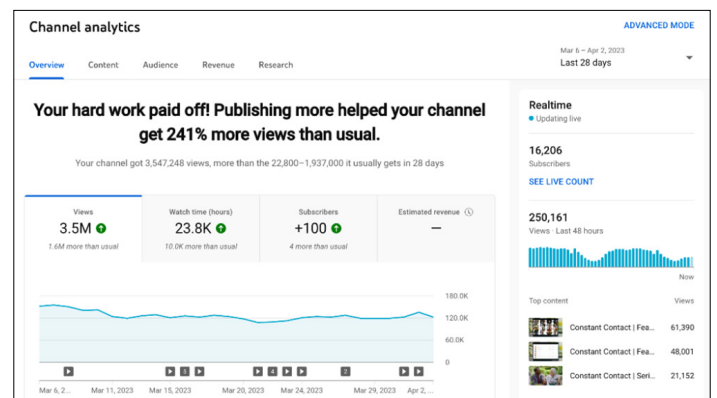 Channel analytics
ADVANCED MODE
Mar 6 – Apr 2, 2023
Last 28 days
Overview
Content
Audience
Revenue
Research
Your hard work paid off! Publishing more helped your channel
get 241% more views than usual.
Your channel got 3,547,248 views, more than the 22,800–1,937,000 it usually gets in 28 days
Views
3.5M
1.6M more than usual
Watch time (hours)
23.8K
10.0K more than usual
Subscribers
+100
4 more than usual
Estimated revenue
—
180.0K
120.0K
60.0K
0
5
4
2
Mar 6, 2...
Mar 11, 2023
Mar 15, 2023
Mar 20, 2023
Mar 24, 2023
Mar 29, 2023
Apr 2, ...
Realtime
Updating live
16,206
Subscribers
SEE LIVE COUNT
250,161
Views · Last 48 hours
Now
Top content
Views
Constant Contact | Fea...
61,390
Constant Contact | Fea...
48,001
Constant Contact | Seri...
21,152